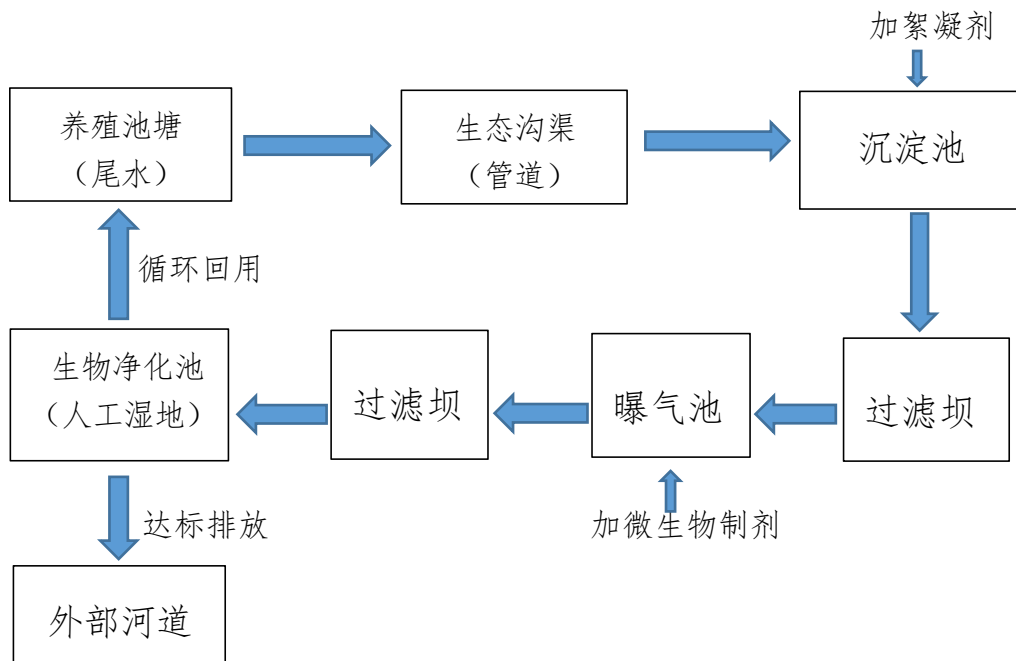 加絮凝剂
养殖池塘
（尾水）
生态沟渠
（管道）
沉淀池
循环回用
生物净化池
（人工湿地）
过滤坝
曝气池
过滤坝
达标排放
加微生物制剂
外部河道